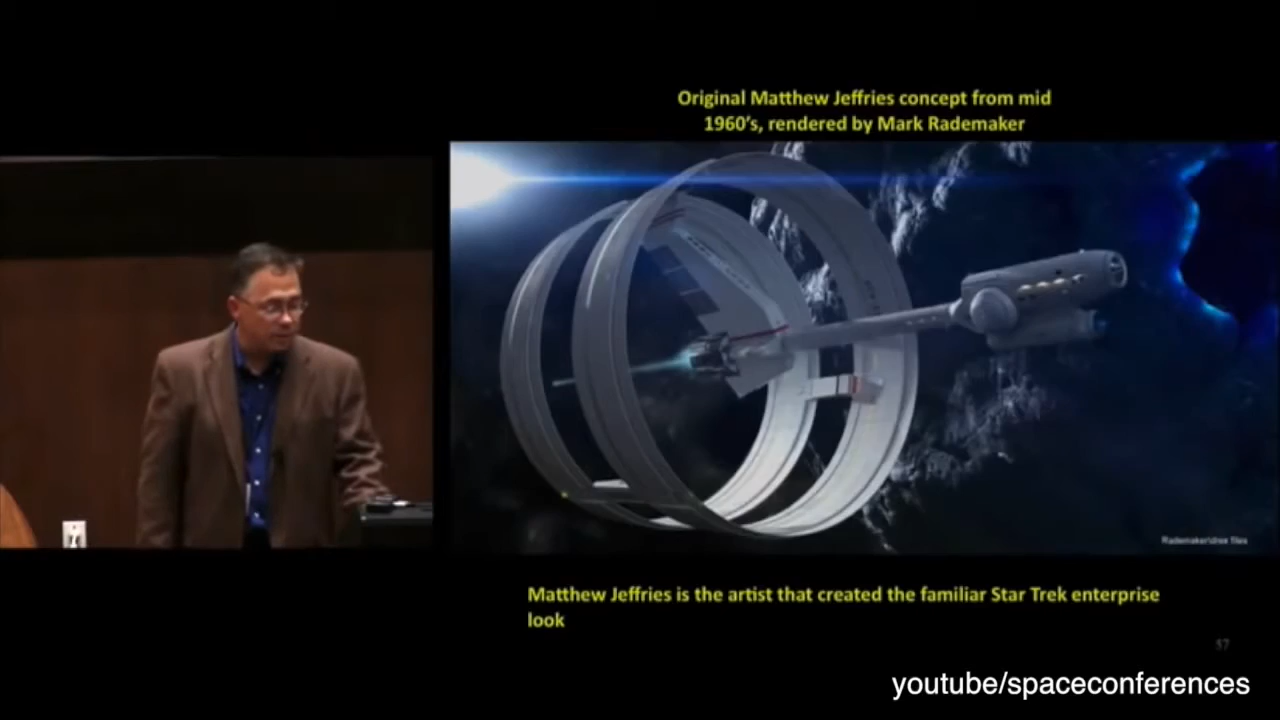 Original Matthew Jeffries concept from mid
1960's, rendered by Mark Rademaker
Matthew Jeffries is the artist that created the familiar Star Trek enterprise
look
57
youtube/spaceconferences